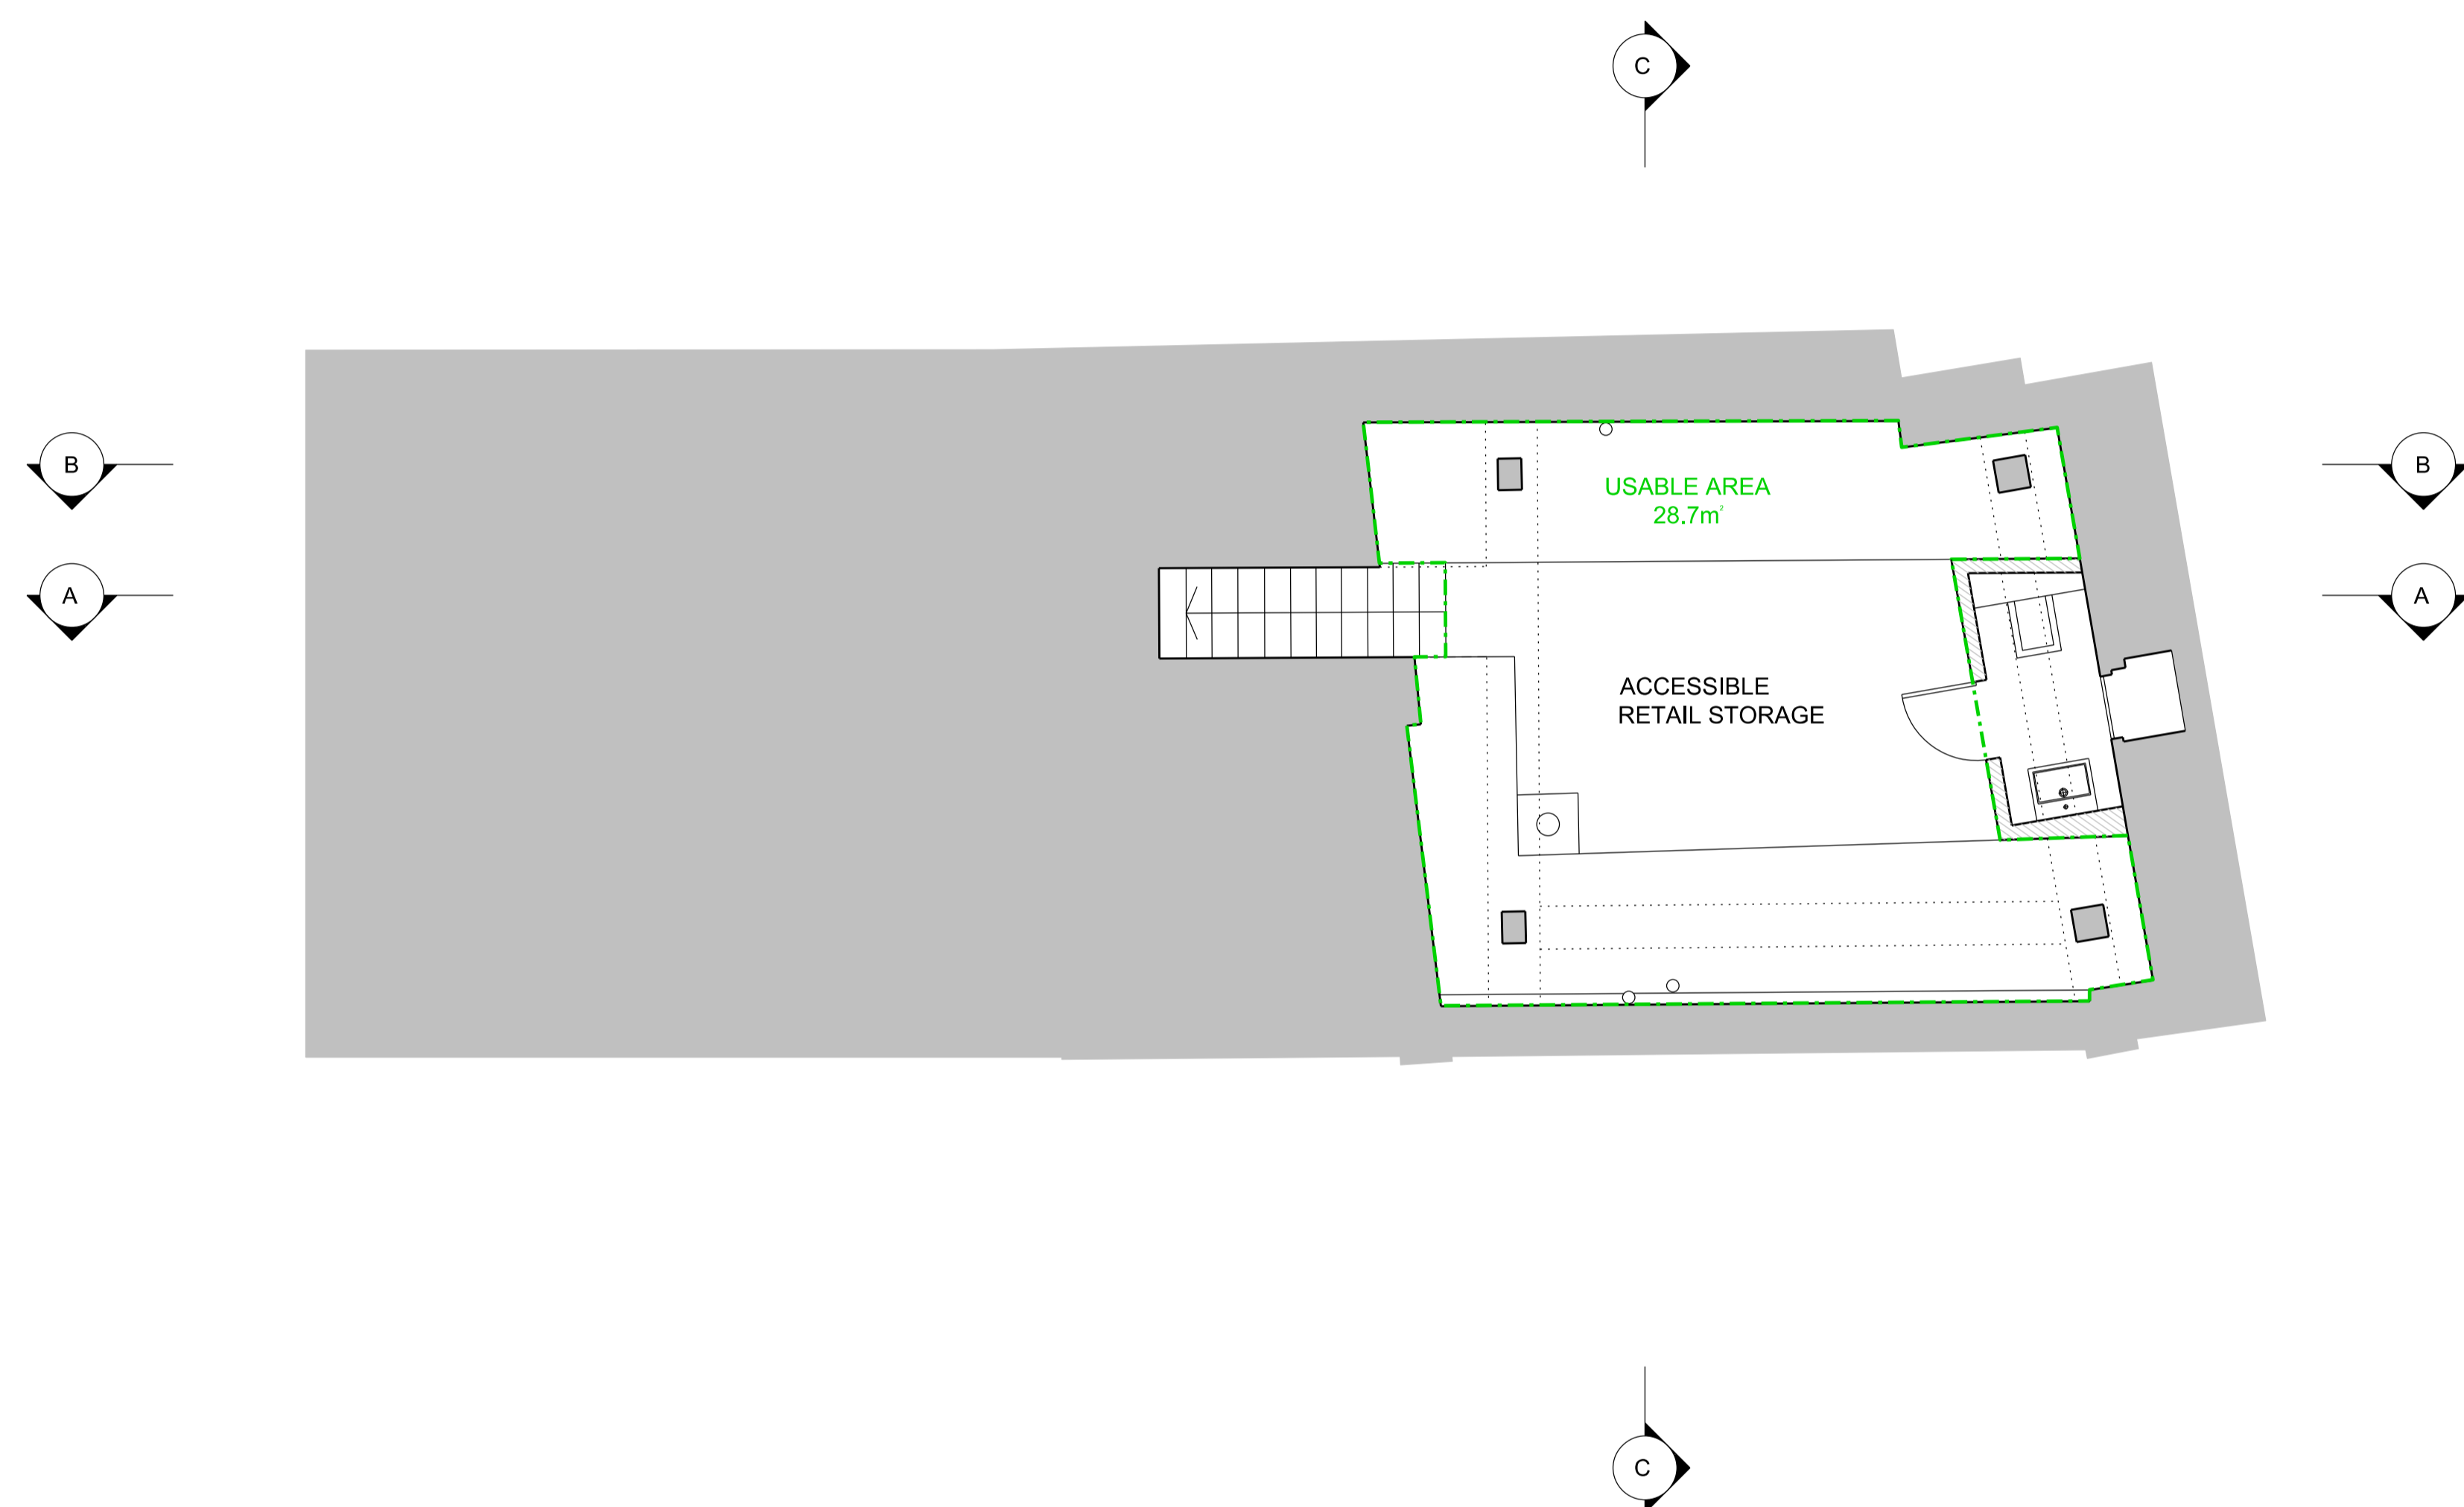 C
B
B
USABLE AREA
28.7m²
A
A
ACCESSIBLE
RETAIL STORAGE
C